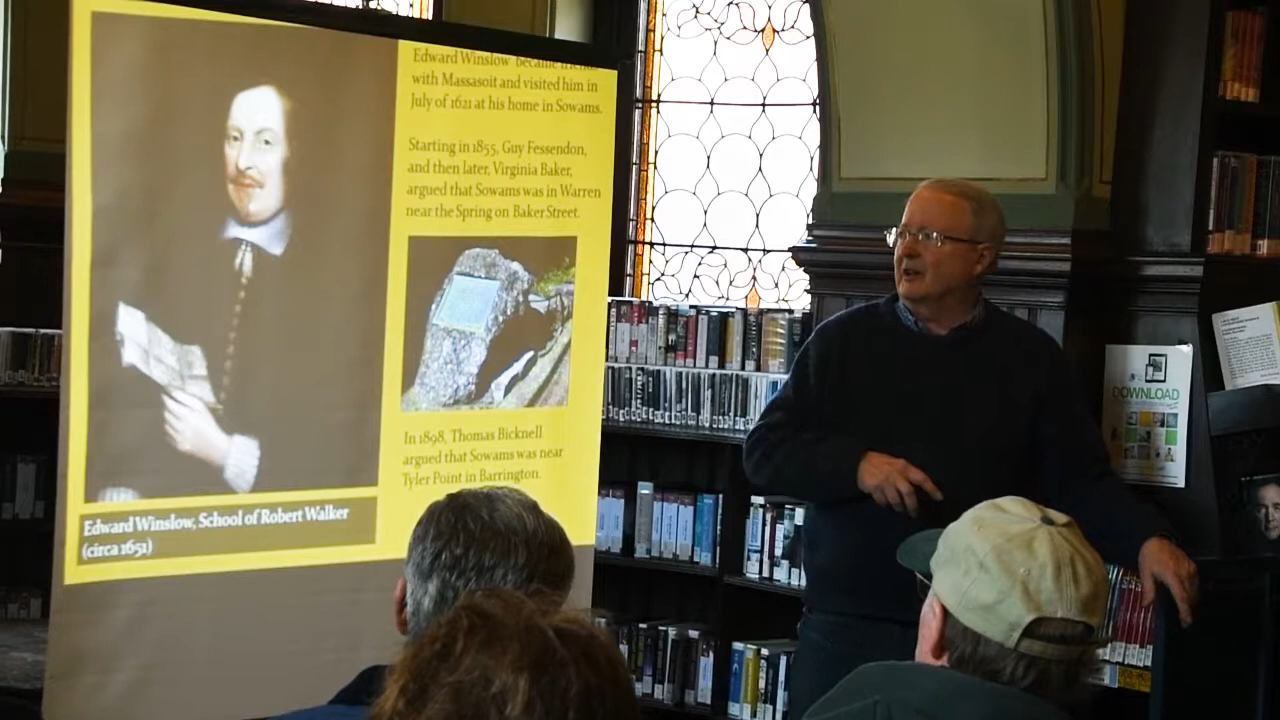 Edward Winslow became friends
with Massasoit and visited him in
July of 1621 at his home in Sowams.
Starting in 1855, Guy Fessendon,
and then later, Virginia Baker,
argued that Sowams was in Warren
near the Spring on Baker Street.
In 1898, Thomas Bicknell
argued that Sowams was near
Tyler Point in Barrington.
Edward Winslow, School of Robert Walker
(circa 1651)
DOWNLOAD